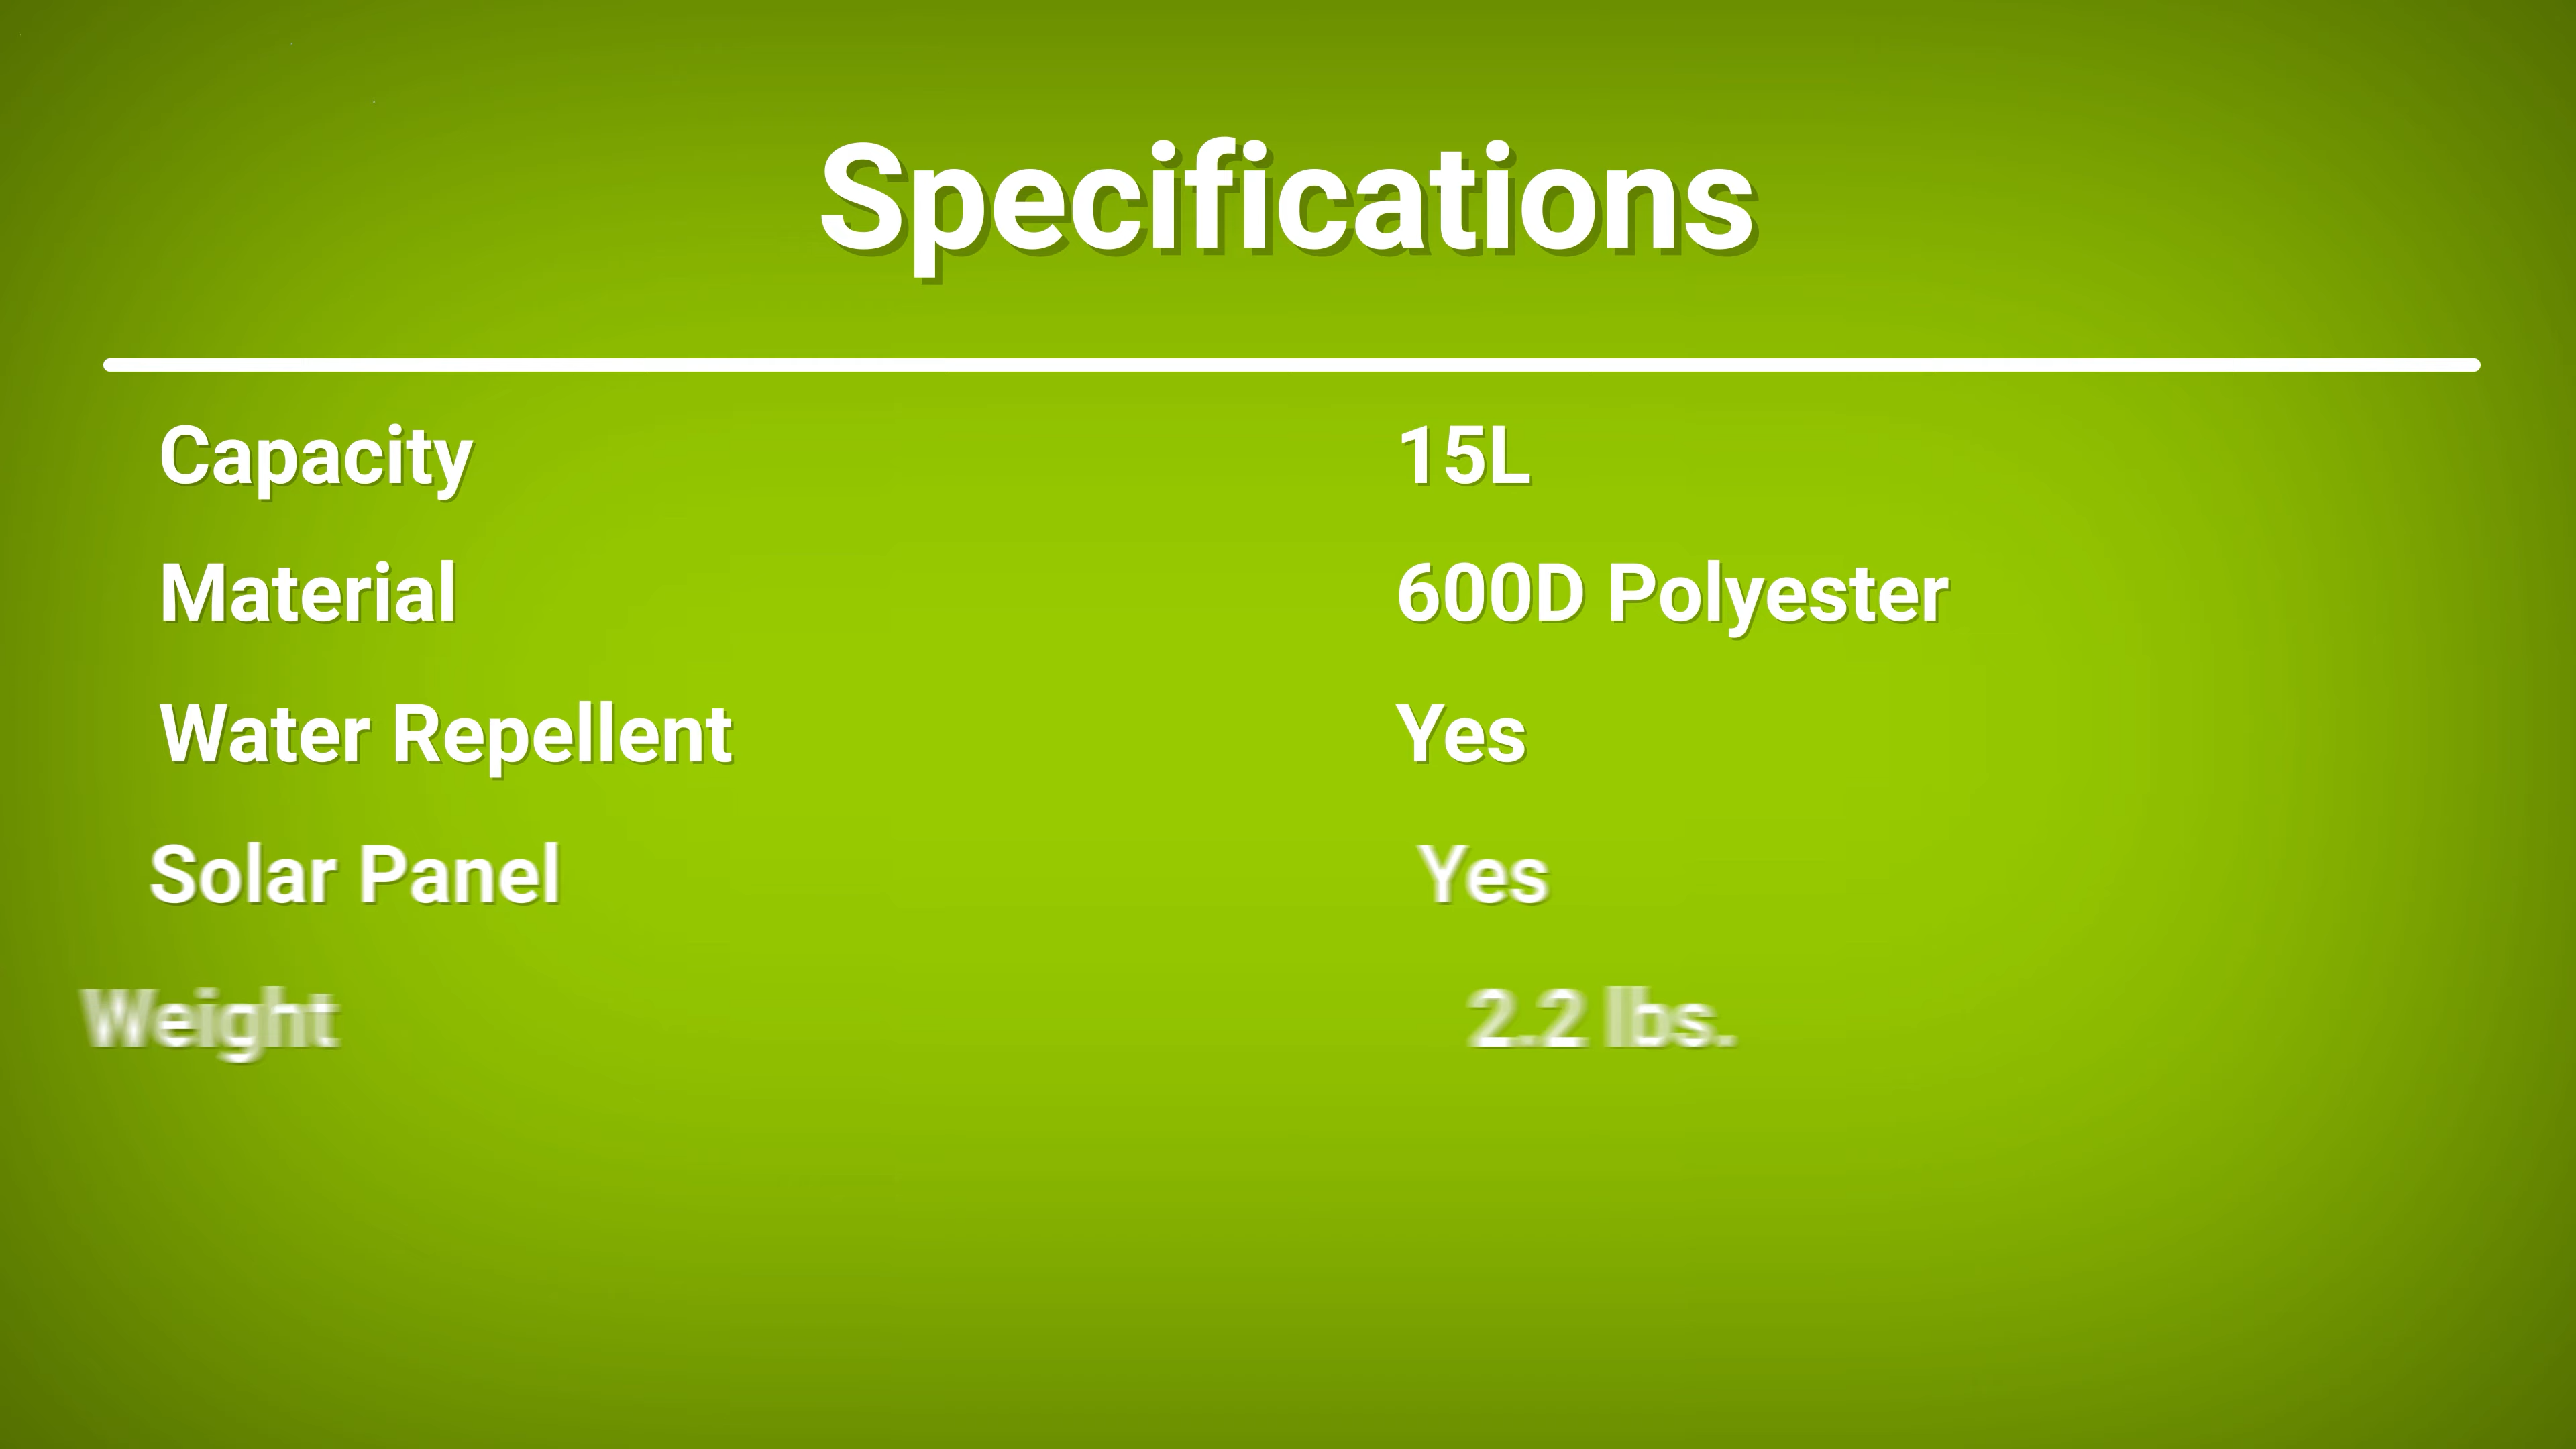 Specifications
Capacity 15L
Material 600D Polyester
Water Repellent Yes
Solar Panel Yes
Weight 2.2 lbs.